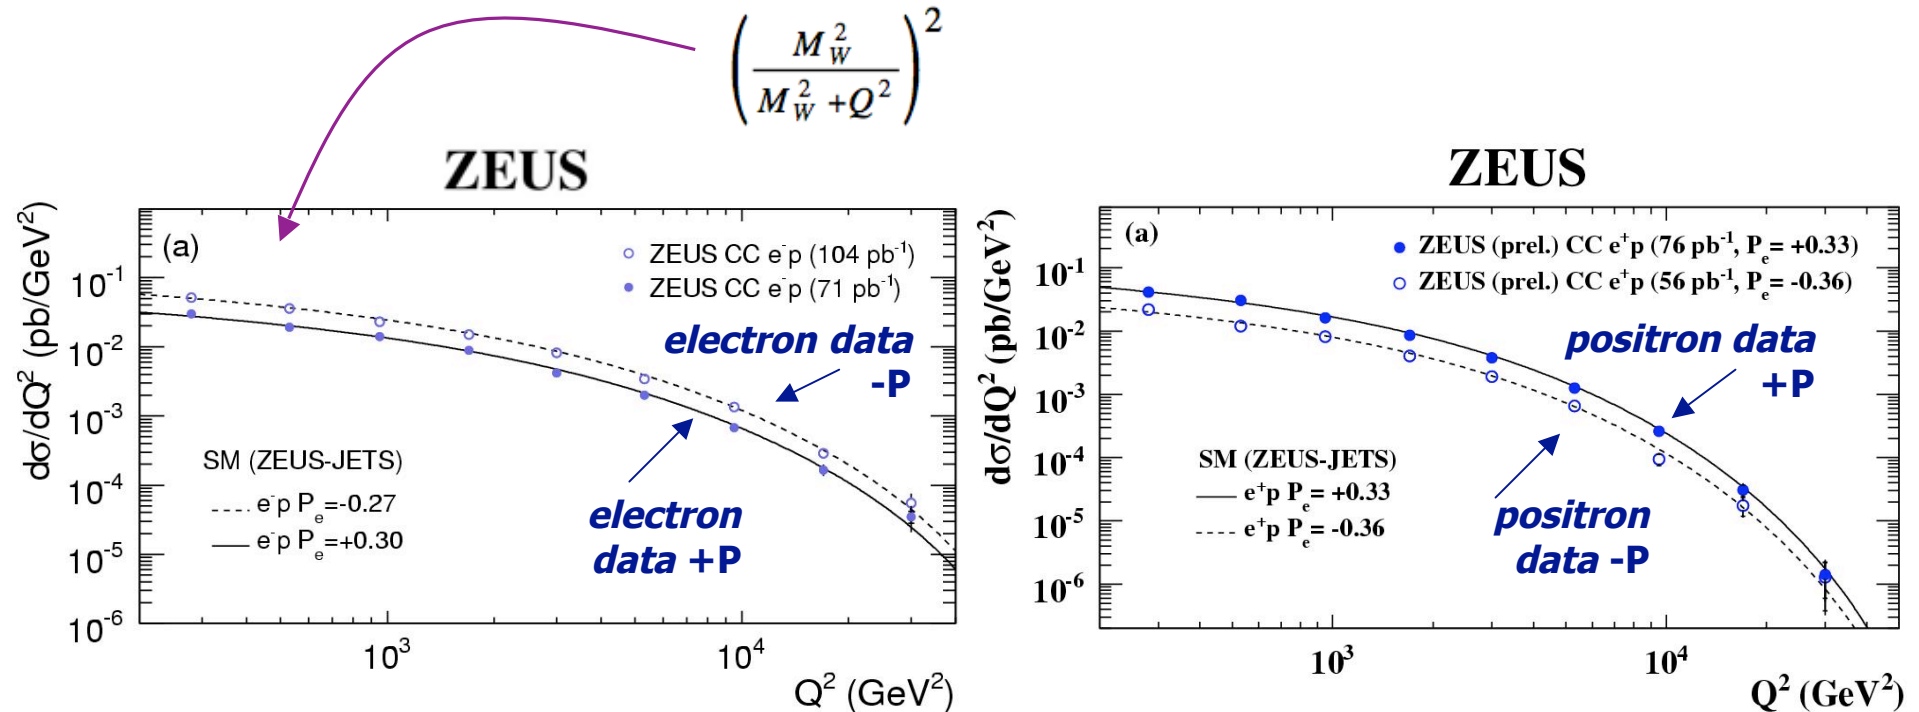 (M_W^2 / (M_W^2 + Q^2))^2
ZEUS
dσ/dQ² (pb/GeV²)
(a)
ZEUS CC e⁻p (104 pb⁻¹)
ZEUS CC e⁻p (71 pb⁻¹)
electron data
-P
electron
data +P
SM (ZEUS-JETS)
e⁻p Pₑ=-0.27
e⁻p Pₑ=+0.30
10⁻¹
10⁻²
10⁻³
10⁻⁴
10⁻⁵
10⁻⁶
10³
10⁴
Q² (GeV²)
ZEUS
dσ/dQ² (pb/GeV²)
(a)
ZEUS (prel.) CC e⁺p (76 pb⁻¹, Pₑ= +0.33)
ZEUS (prel.) CC e⁺p (56 pb⁻¹, Pₑ= -0.36)
positron data
+P
positron
data -P
SM (ZEUS-JETS)
e⁺p Pₑ= +0.33
e⁺p Pₑ= -0.36
10⁻¹
10⁻²
10⁻³
10⁻⁴
10⁻⁵
10⁻⁶
10³
10⁴
Q² (GeV²)